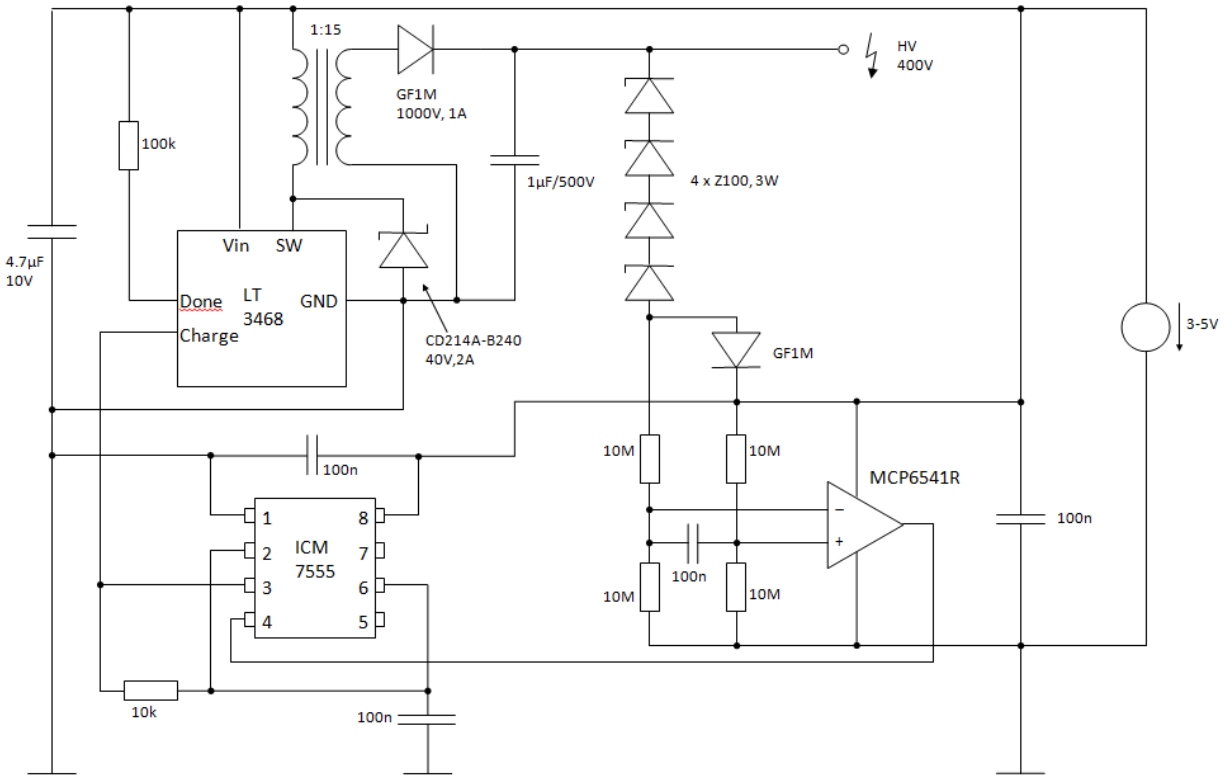 1:15
HV
400V
GF1M
1000V, 1A
100k
1µF/500V
4 x Z100, 3W
Vin
SW
4.7µF
10V
Done
LT
3468
GND
Charge
CD214A-B240
40V,2A
3-5V
GF1M
10M
10M
100n
MCP6541R
−
+
100n
100n
10M
10M
1
8
2
ICM
7555
7
3
6
4
5
10k
100n